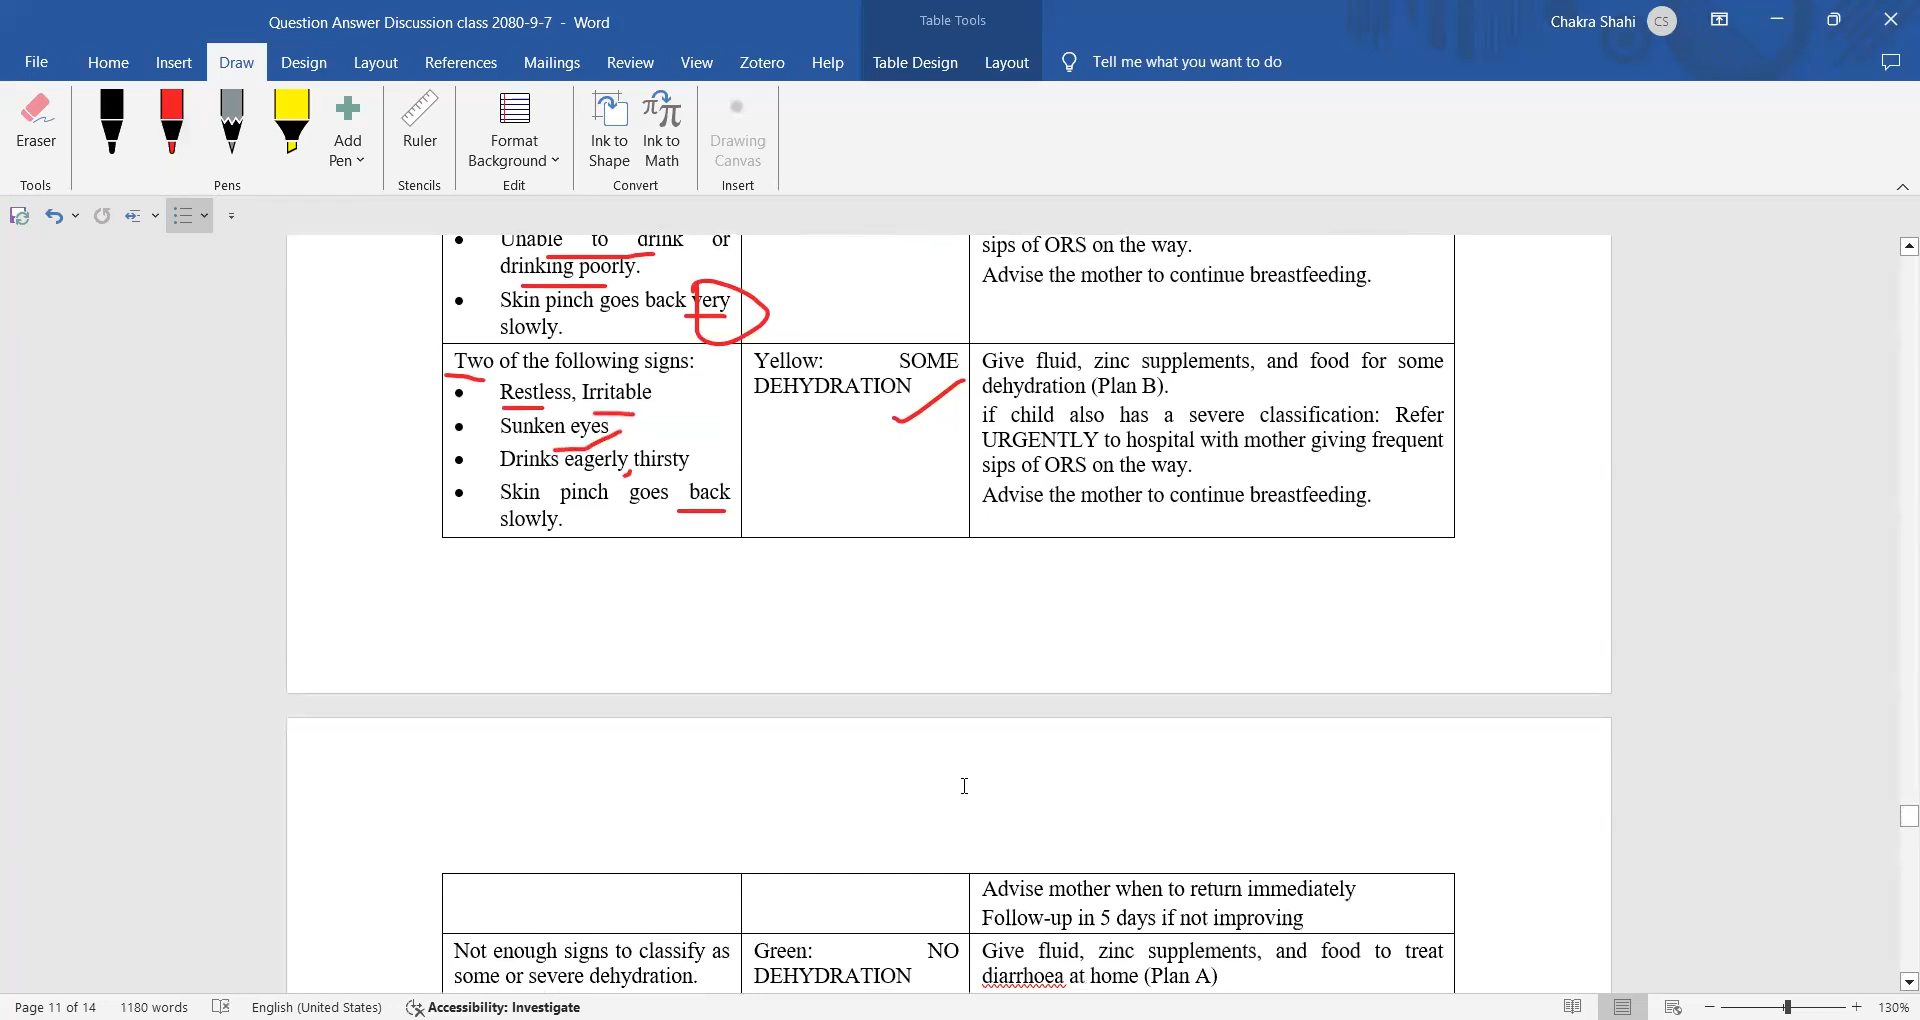 Question Answer Discussion class 2080-9-7 - Word
Table Tools
Chakra Shahi CS
File Home Insert Draw Design Layout References Mailings Review View Zotero Help Table Design Layout Tell me what you want to do
Eraser
Add
Pen
Ruler
Format
Background
Ink to
Shape
Ink to
Math
Drawing
Canvas
Tools Pens Stencils Edit Convert Insert
• Unable to drink or
drinking poorly.
• Skin pinch goes back very
slowly.
sips of ORS on the way.
Advise the mother to continue breastfeeding.
Two of the following signs:
• Restless, Irritable
• Sunken eyes
• Drinks eagerly, thirsty
• Skin pinch goes back
slowly.
Yellow: SOME
DEHYDRATION
Give fluid, zinc supplements, and food for some
dehydration (Plan B).
if child also has a severe classification: Refer
URGENTLY to hospital with mother giving frequent
sips of ORS on the way.
Advise the mother to continue breastfeeding.
Advise mother when to return immediately
Follow-up in 5 days if not improving
Not enough signs to classify as
some or severe dehydration.
Green: NO
DEHYDRATION
Give fluid, zinc supplements, and food to treat
diarrhoea at home (Plan A)
Page 11 of 14 1180 words English (United States) Accessibility: Investigate 130%